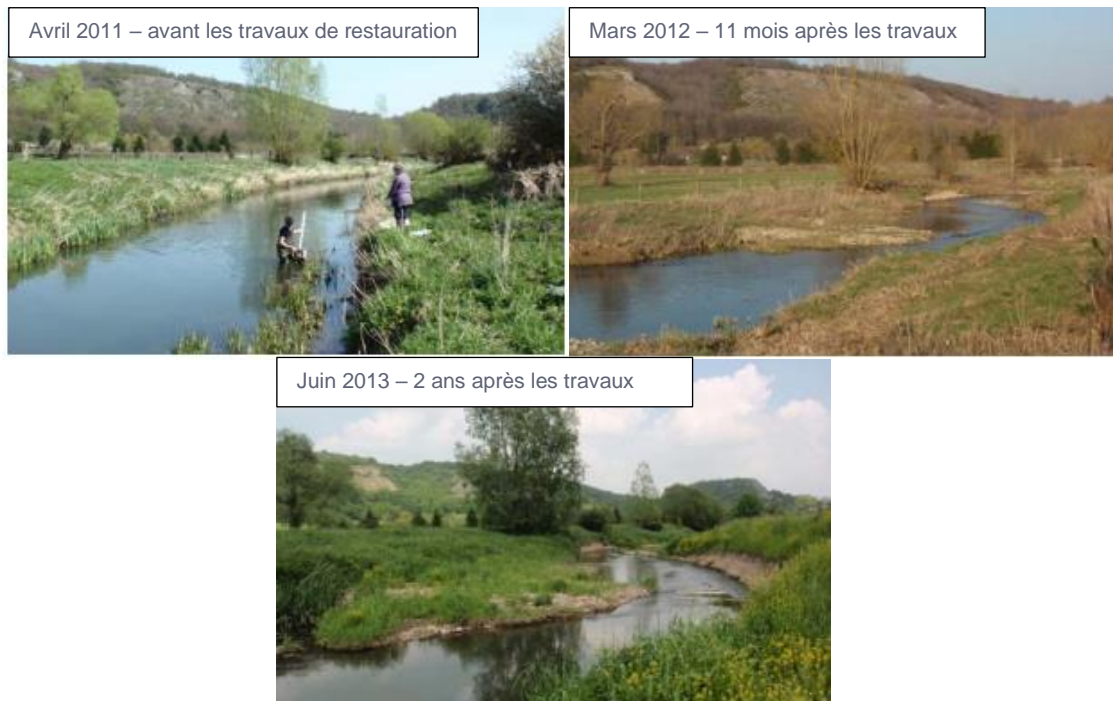 Avril 2011 – avant les travaux de restauration
Mars 2012 – 11 mois après les travaux
Juin 2013 – 2 ans après les travaux